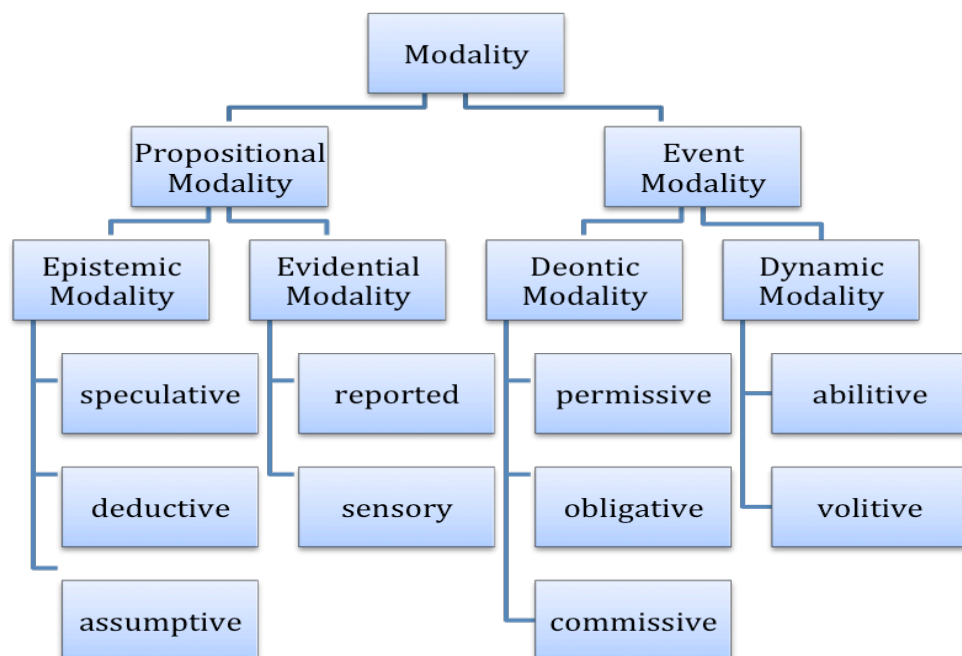 Modality
Propositional
Modality
Event
Modality
Epistemic
Modality
Evidential
Modality
Deontic
Modality
Dynamic
Modality
speculative
reported
permissive
abilitive
deductive
sensory
obligative
volitive
assumptive
commissive